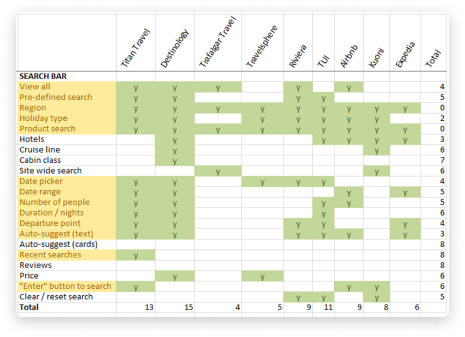 Titan Travel Destinology Trafalgar Travel Travelsphere Riviera TUI Airbnb Kuoni Expedia Total
SEARCH BAR
View all y y y y y 4
Pre-defined search y y y y 5
Region y y y y y y y y y 0
Holiday type y y y y y y y 2
Product search y y y y y y y y y 0
Hotels y y y y y 3
Cruise line y y 6
Cabin class y 7
Site wide search y y 6
Date picker y y y y y 4
Date range y y y y 5
Number of people y y y y 5
Duration / nights y y y y 6
Departure point y y y y y 4
Auto-suggest (text) y y y y y y 3
Auto-suggest (cards) 8
Recent searches y 8
Reviews 8
Price y y 6
"Enter" button to search y y y 6
Clear / reset search y y y 5
Total 13 15 4 5 9 11 9 8 6